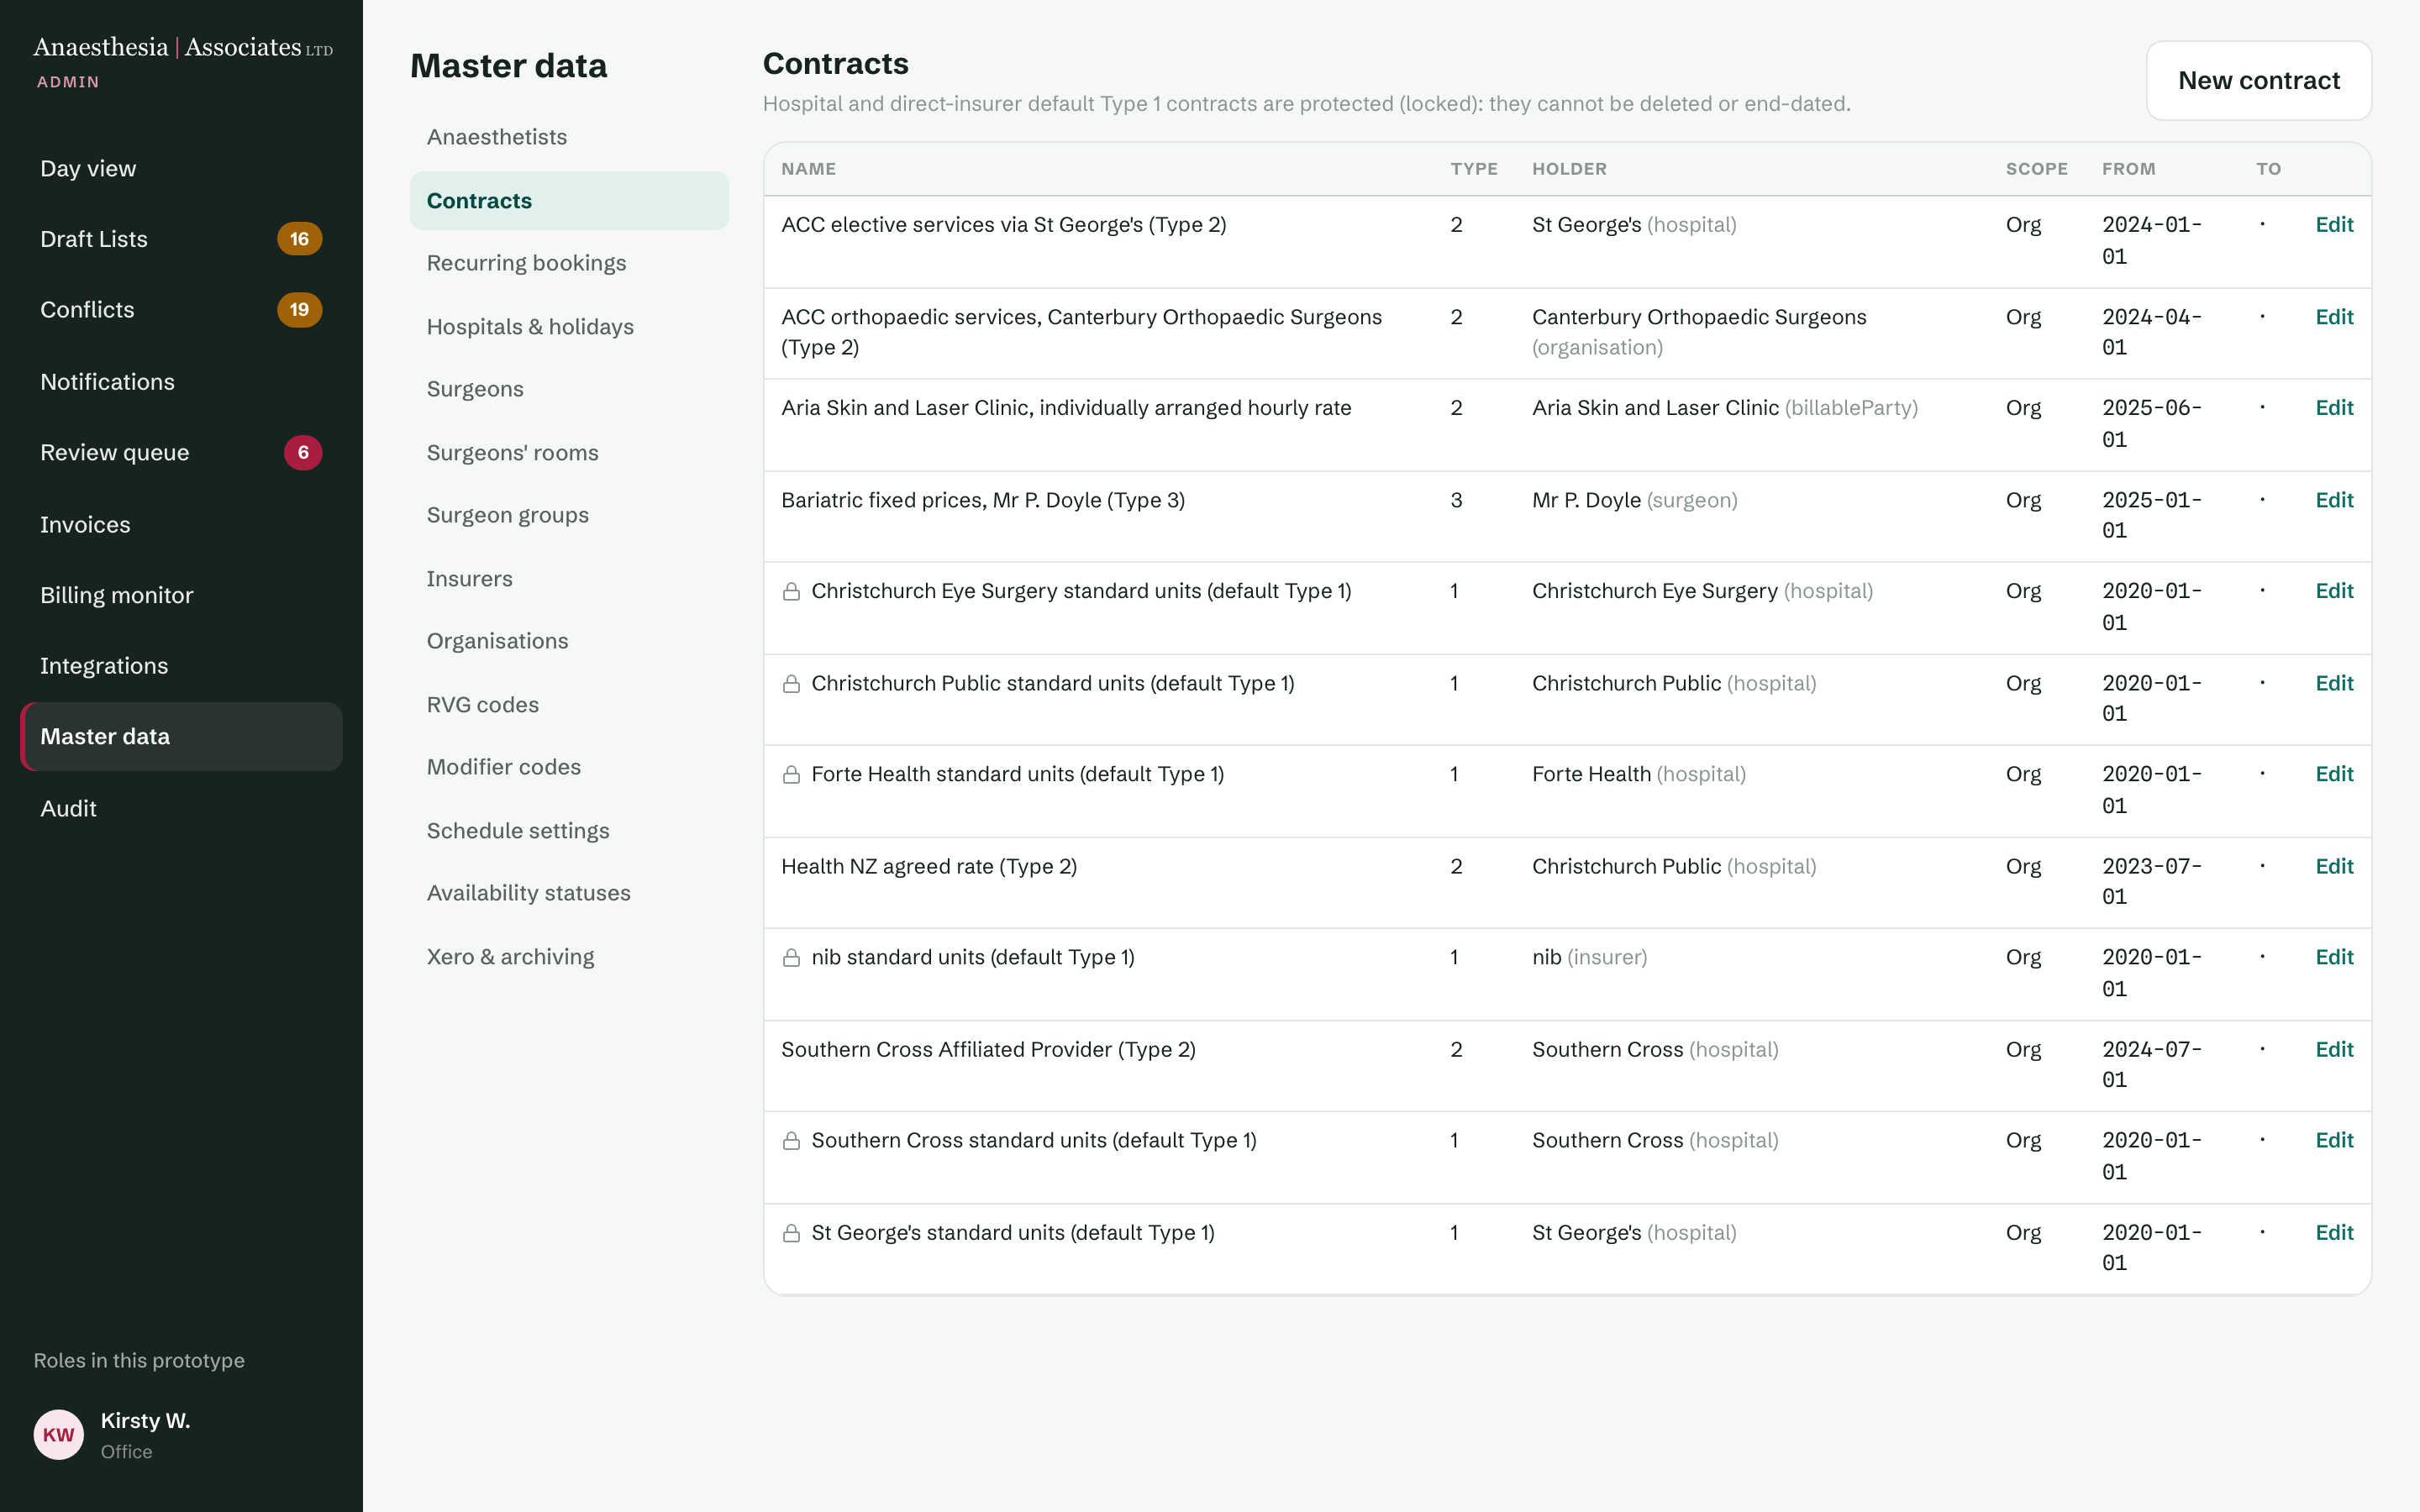 Anaesthesia | Associates LTD
ADMIN
Day view
Draft Lists 16
Conflicts 19
Notifications
Review queue 6
Invoices
Billing monitor
Integrations
Master data
Audit
Roles in this prototype
KW
Kirsty W.
Office
Master data
Anaesthetists
Contracts
Recurring bookings
Hospitals & holidays
Surgeons
Surgeons' rooms
Surgeon groups
Insurers
Organisations
RVG codes
Modifier codes
Schedule settings
Availability statuses
Xero & archiving
Contracts
Hospital and direct-insurer default Type 1 contracts are protected (locked): they cannot be deleted or end-dated.
New contract
NAME TYPE HOLDER SCOPE FROM TO
ACC elective services via St George's (Type 2) 2 St George's (hospital) Org 2024-01- · Edit
01
ACC orthopaedic services, Canterbury Orthopaedic Surgeons 2 Canterbury Orthopaedic Surgeons Org 2024-04- · Edit
(Type 2) (organisation) 01
Aria Skin and Laser Clinic, individually arranged hourly rate 2 Aria Skin and Laser Clinic (billableParty) Org 2025-06- · Edit
01
Bariatric fixed prices, Mr P. Doyle (Type 3) 3 Mr P. Doyle (surgeon) Org 2025-01- · Edit
01
Christchurch Eye Surgery standard units (default Type 1) 1 Christchurch Eye Surgery (hospital) Org 2020-01- · Edit
01
Christchurch Public standard units (default Type 1) 1 Christchurch Public (hospital) Org 2020-01- · Edit
01
Forte Health standard units (default Type 1) 1 Forte Health (hospital) Org 2020-01- · Edit
01
Health NZ agreed rate (Type 2) 2 Christchurch Public (hospital) Org 2023-07- · Edit
01
nib standard units (default Type 1) 1 nib (insurer) Org 2020-01- · Edit
01
Southern Cross Affiliated Provider (Type 2) 2 Southern Cross (hospital) Org 2024-07- · Edit
01
Southern Cross standard units (default Type 1) 1 Southern Cross (hospital) Org 2020-01- · Edit
01
St George's standard units (default Type 1) 1 St George's (hospital) Org 2020-01- · Edit
01